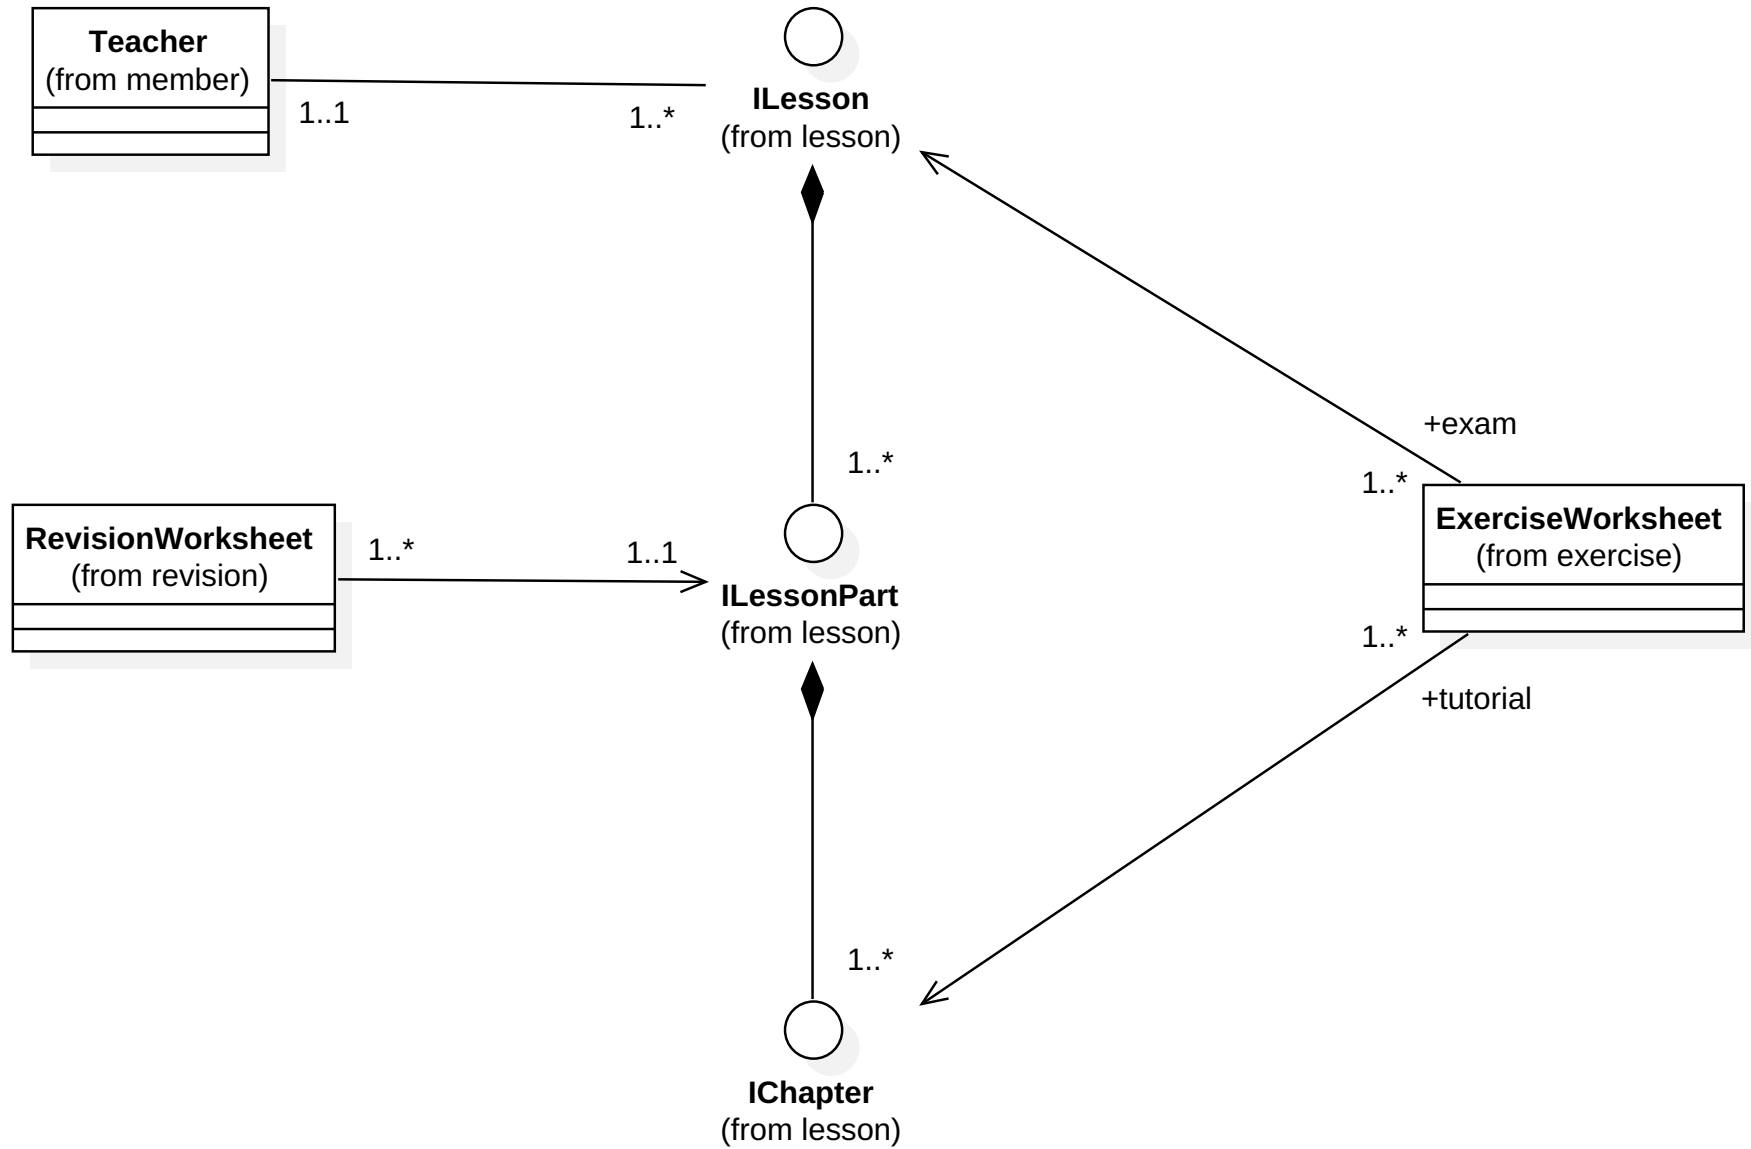 Teacher
(from member)
1..1
1..*
ILesson
(from lesson)
+exam
1..*
1..*
RevisionWorksheet
(from revision)
1..*
1..1
ILessonPart
(from lesson)
ExerciseWorksheet
(from exercise)
1..*
+tutorial
1..*
IChapter
(from lesson)